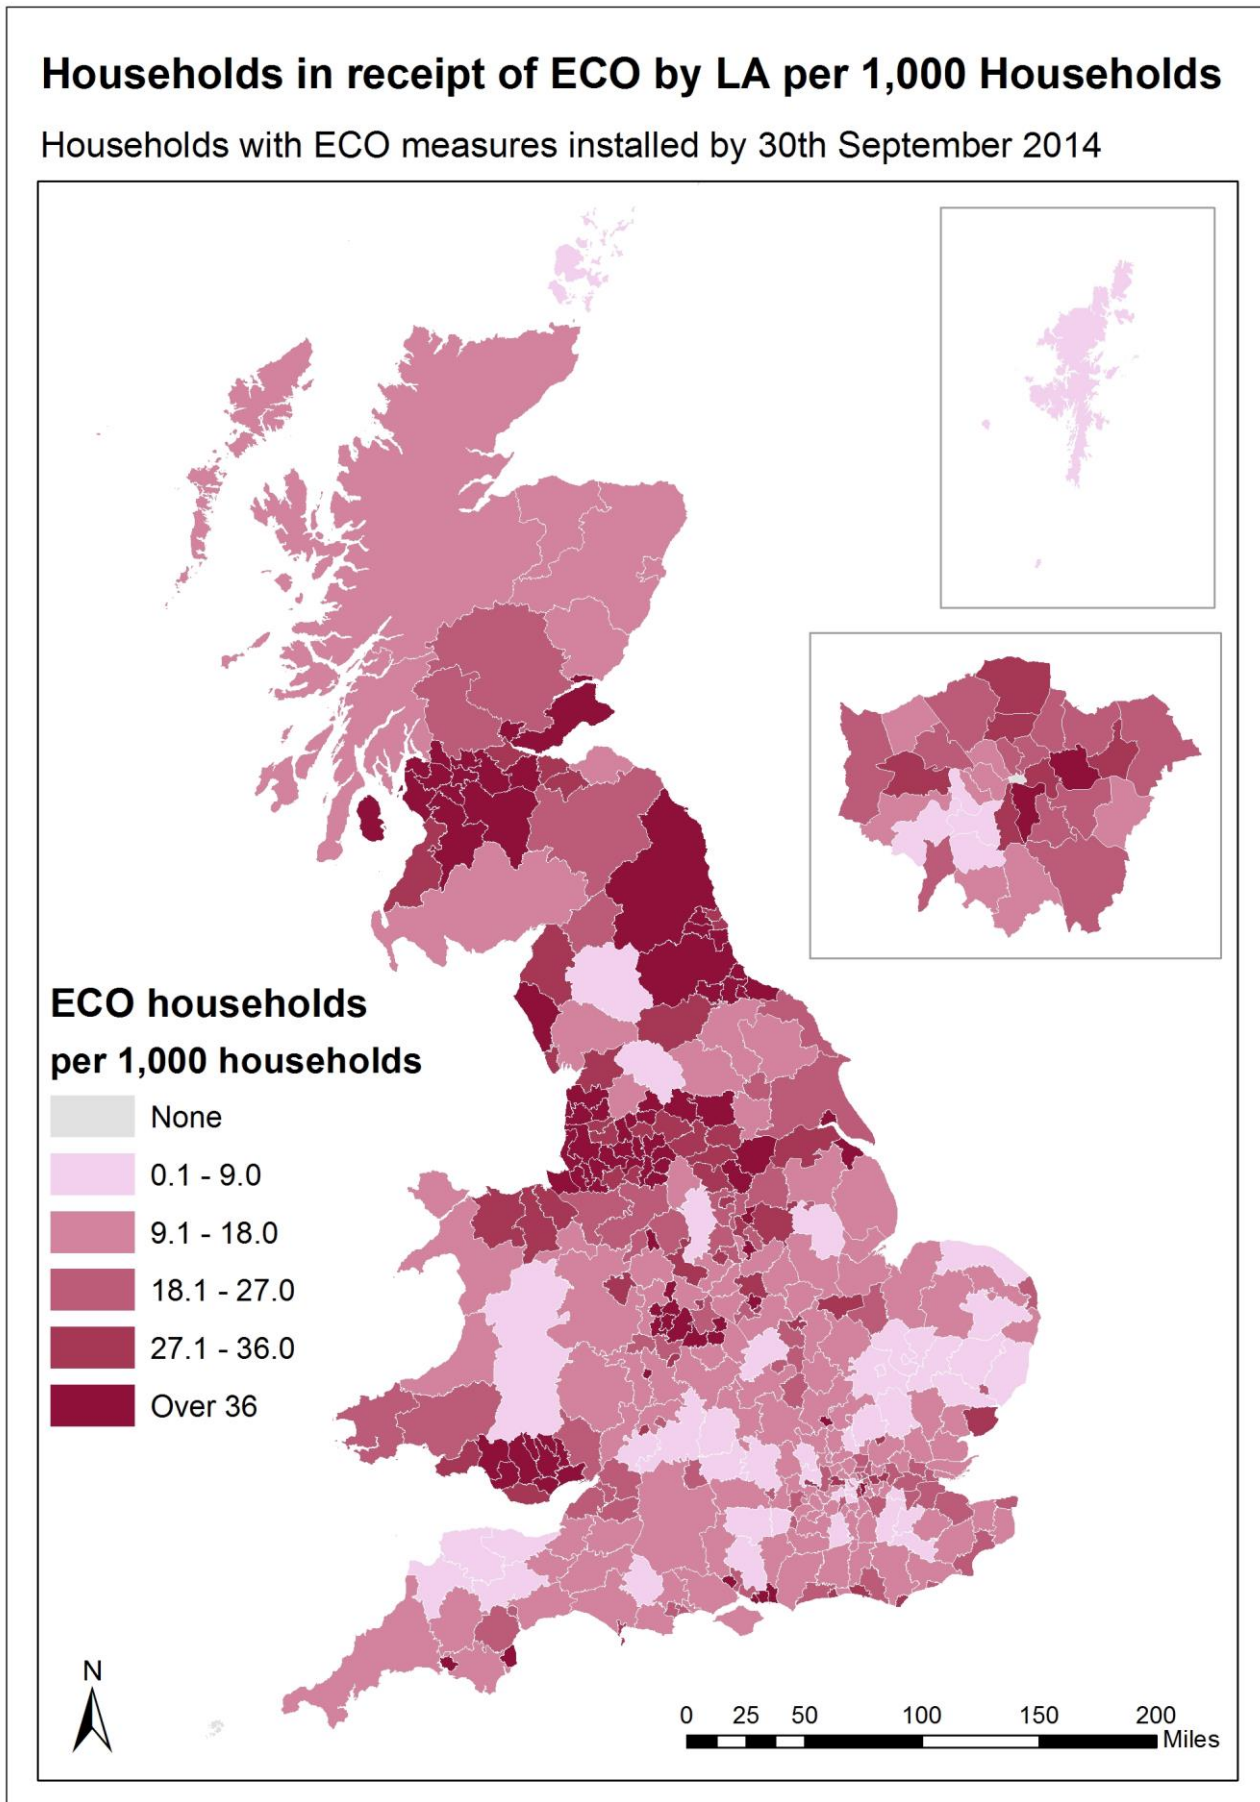 Households in receipt of ECO by LA per 1,000 Households
Households with ECO measures installed by 30th September 2014
ECO households
per 1,000 households
None
0.1 - 9.0
9.1 - 18.0
18.1 - 27.0
27.1 - 36.0
Over 36
N
0 25 50 100 150 200
Miles